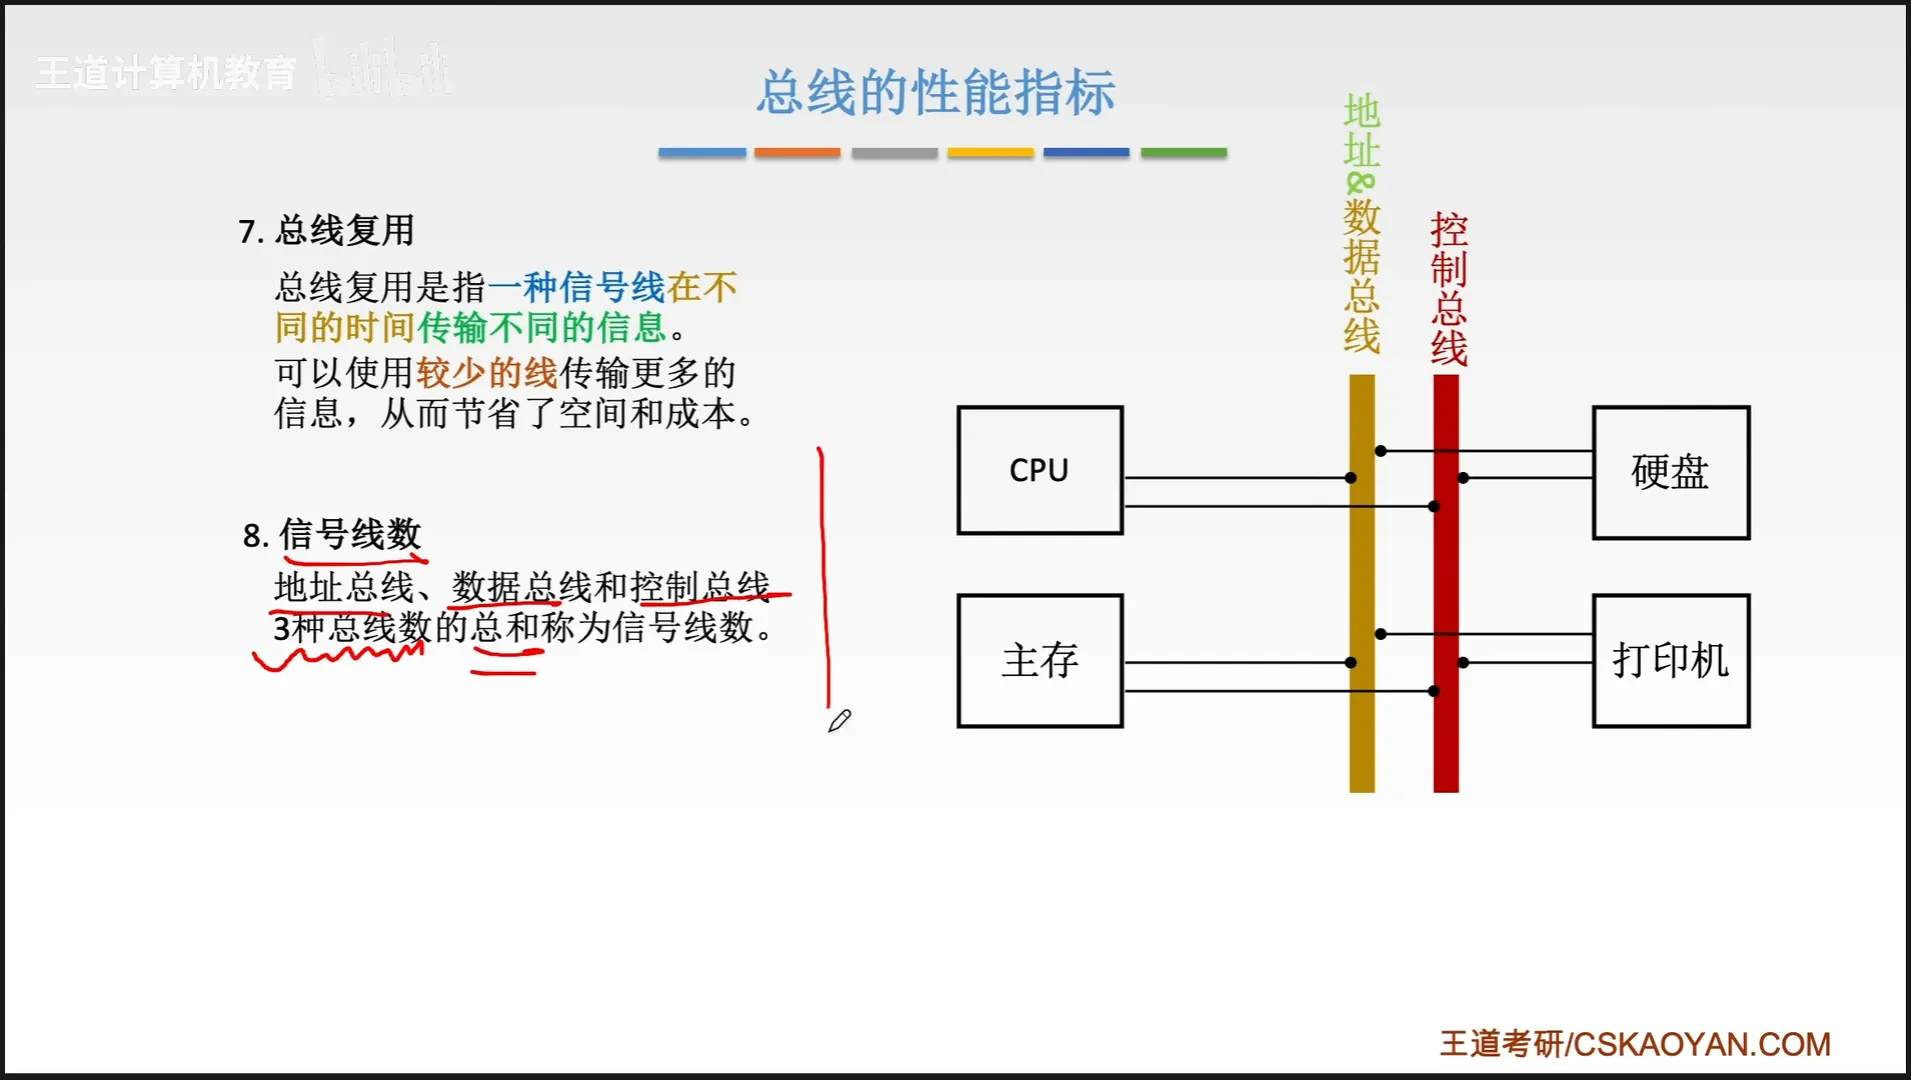 王道计算机教育 bilibili
总线的性能指标
7. 总线复用
总线复用是指一种信号线在不
同的时间传输不同的信息。
可以使用较少的线传输更多的
信息，从而节省了空间和成本。
8. 信号线数
地址总线、数据总线和控制总线
3种总线数的总和称为信号线数。
地址&数据总线
控制总线
CPU
硬盘
主存
打印机
王道考研/CSKAOYAN.COM